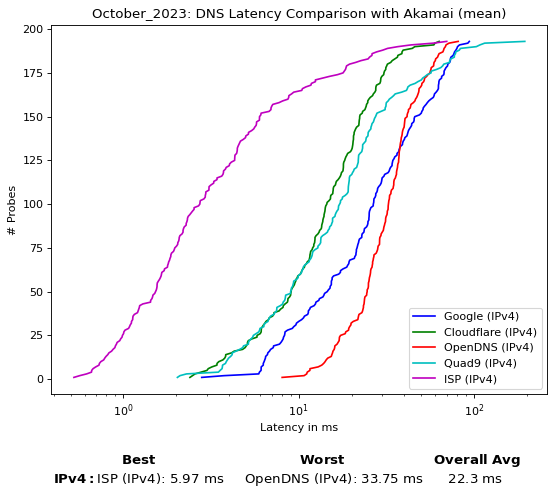 October_2023: DNS Latency Comparison with Akamai (mean)
200
175
150
125
100
75
50
25
0
# Probes
10⁰
10¹
10²
Latency in ms
Google (IPv4)
Cloudflare (IPv4)
OpenDNS (IPv4)
Quad9 (IPv4)
ISP (IPv4)
Best Worst Overall Avg
IPv4: ISP (IPv4): 5.97 ms OpenDNS (IPv4): 33.75 ms 22.3 ms